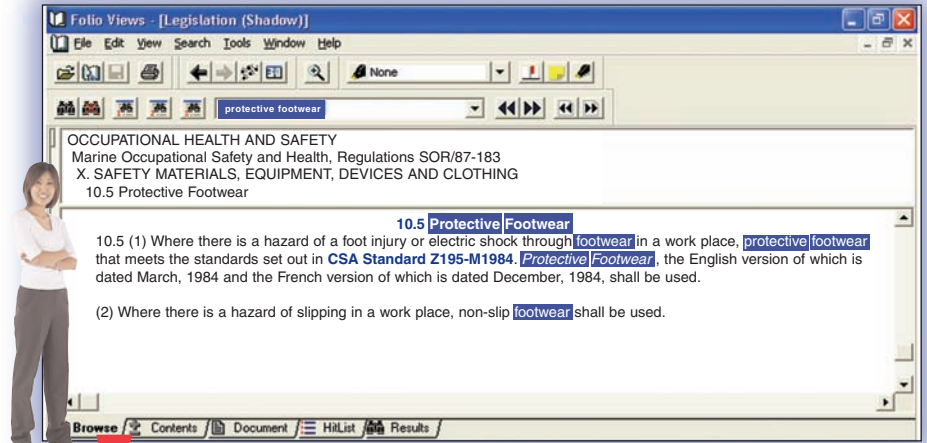 Folio Views - [Legislation (Shadow)]
File Edit View Search Tools Window Help
None
protective footwear
OCCUPATIONAL HEALTH AND SAFETY
Marine Occupational Safety and Health, Regulations SOR/87-183
X. SAFETY MATERIALS, EQUIPMENT, DEVICES AND CLOTHING
10.5 Protective Footwear
10.5 Protective Footwear
10.5 (1) Where there is a hazard of a foot injury or electric shock through footwear in a work place, protective footwear
that meets the standards set out in CSA Standard Z195-M1984. Protective Footwear, the English version of which is
dated March, 1984 and the French version of which is dated December, 1984, shall be used.
(2) Where there is a hazard of slipping in a work place, non-slip footwear shall be used.
Browse Contents Document HitList Results